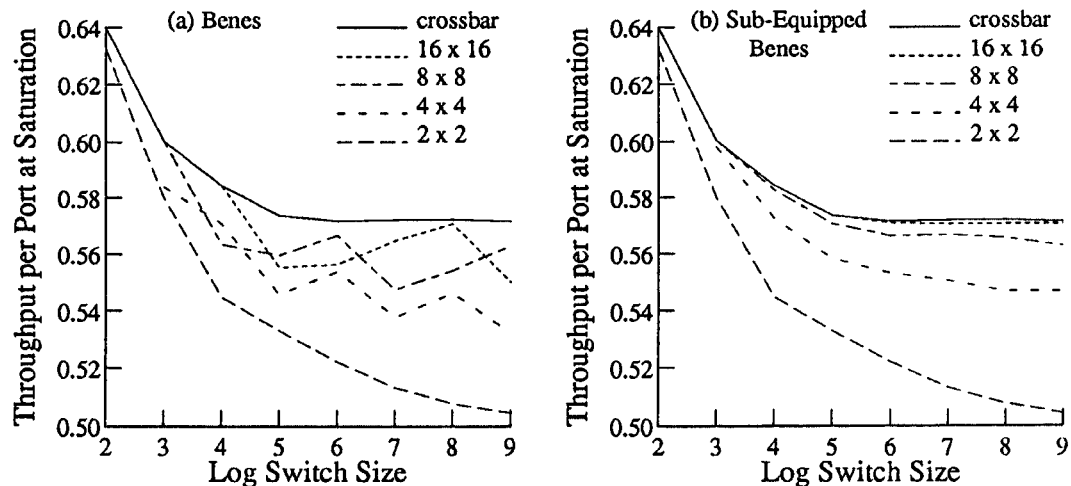 (a) Benes
crossbar
16 x 16
8 x 8
4 x 4
2 x 2
Throughput per Port at Saturation
0.64
0.62
0.60
0.58
0.56
0.54
0.52
0.50
2 3 4 5 6 7 8 9
Log Switch Size
(b) Sub-Equipped
Benes
crossbar
16 x 16
8 x 8
4 x 4
2 x 2
Throughput per Port at Saturation
0.64
0.62
0.60
0.58
0.56
0.54
0.52
0.50
2 3 4 5 6 7 8 9
Log Switch Size